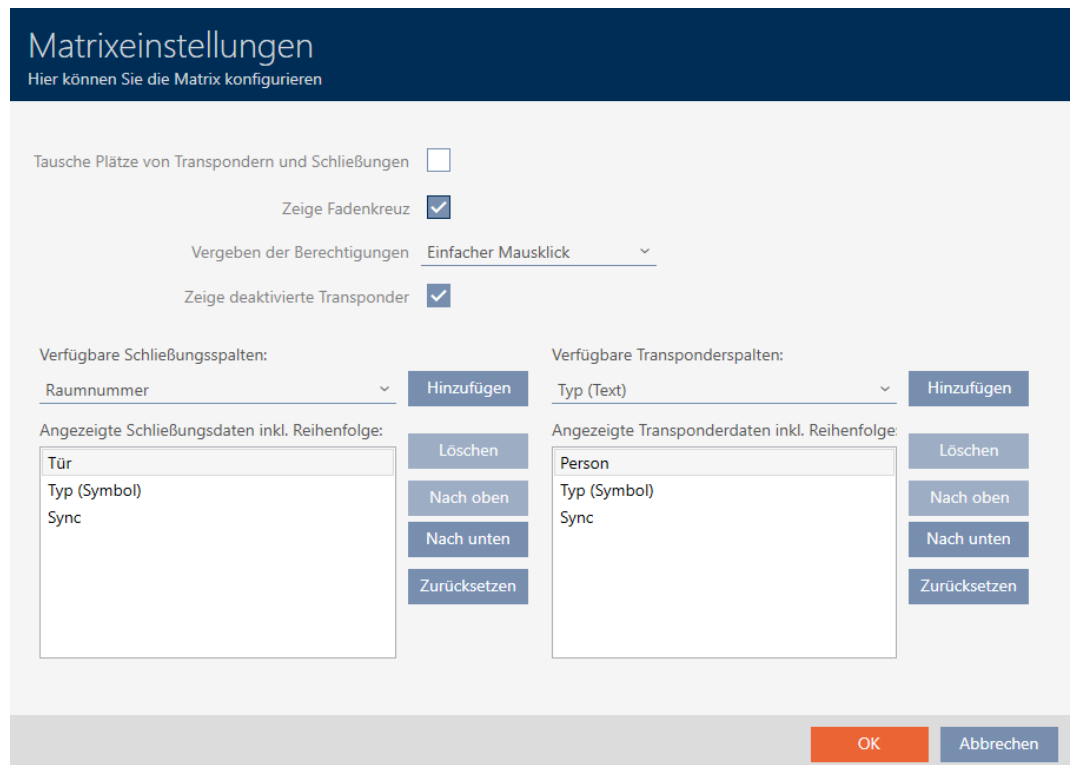 Matrixeinstellungen
Hier können Sie die Matrix konfigurieren
Tausche Plätze von Transpondern und Schließungen
Zeige Fadenkreuz
Vergeben der Berechtigungen Einfacher Mausklick
Zeige deaktivierte Transponder
Verfügbare Schließungsspalten:
Raumnummer Hinzufügen
Angezeigte Schließungsdaten inkl. Reihenfolge:
Tür
Typ (Symbol)
Sync
Löschen
Nach oben
Nach unten
Zurücksetzen
Verfügbare Transponderspalten:
Typ (Text) Hinzufügen
Angezeigte Transponderdaten inkl. Reihenfolge:
Person
Typ (Symbol)
Sync
Löschen
Nach oben
Nach unten
Zurücksetzen
OK Abbrechen